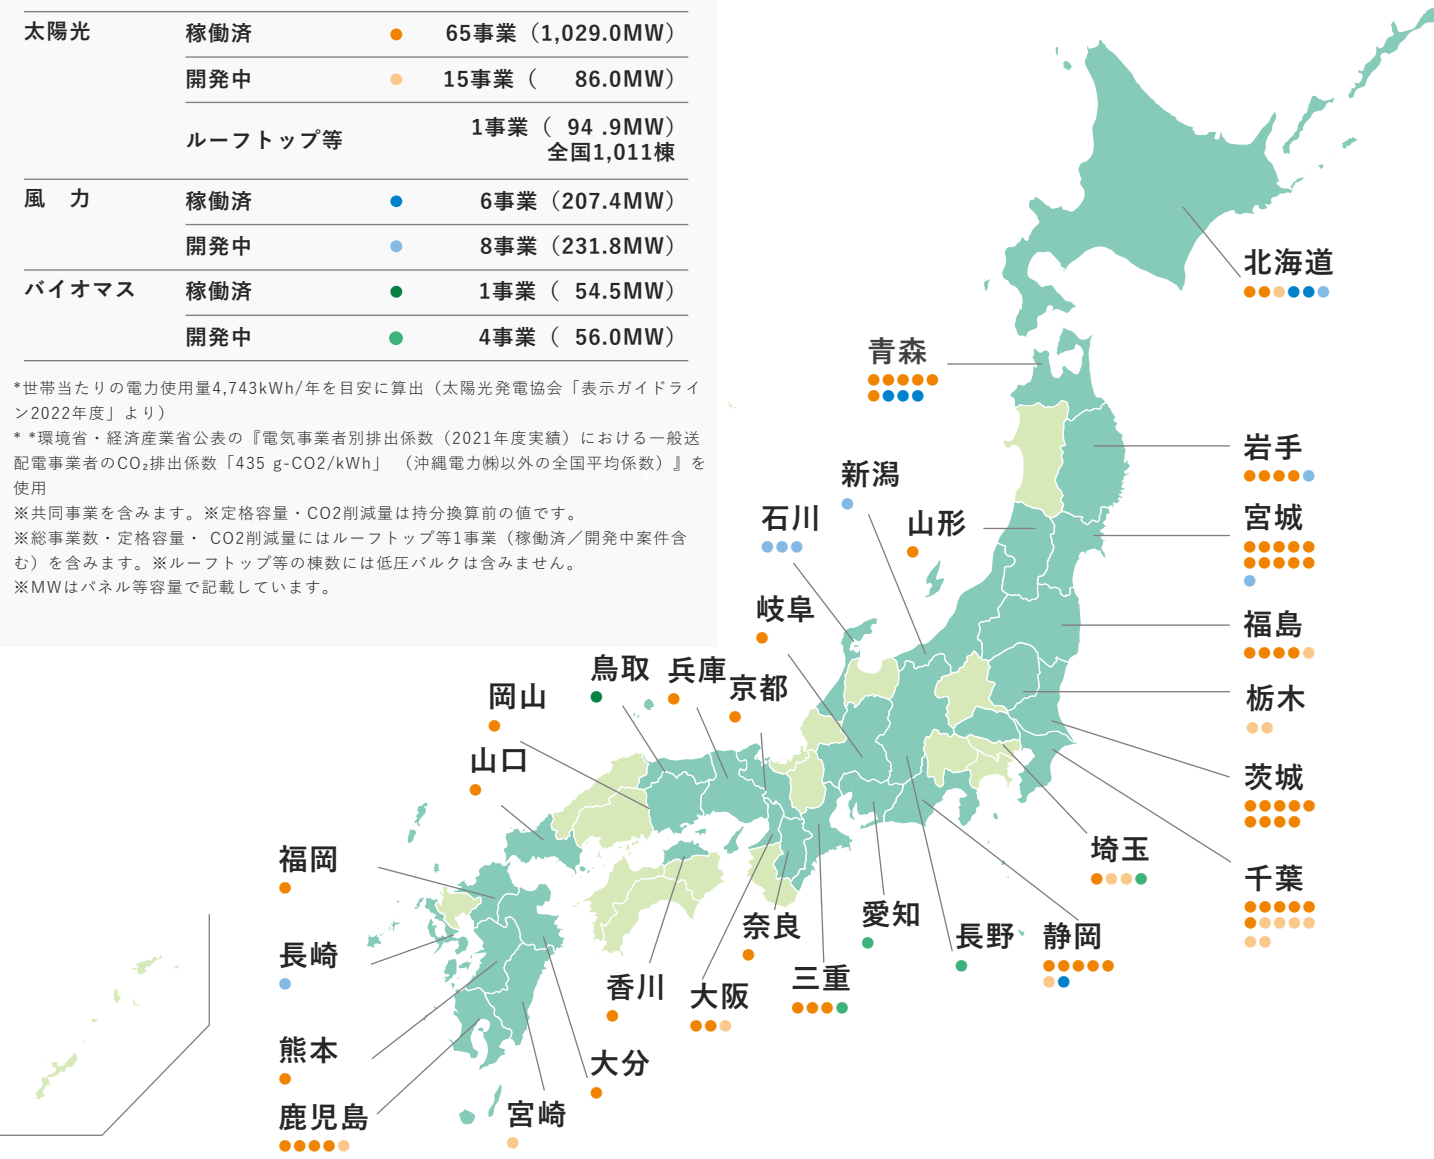 太陽光 稼働済 65事業（1,029.0MW）
開発中 15事業（ 86.0MW）
ルーフトップ等 1事業（ 94 .9MW）
全国1,011棟
風 力 稼働済 6事業（207.4MW）
開発中 8事業（231.8MW）
バイオマス 稼働済 1事業（ 54.5MW）
開発中 4事業（ 56.0MW）
*世帯当たりの電力使用量4,743kWh/年を目安に算出（太陽光発電協会「表示ガイドライ
ン2022年度」より）
* *環境省・経済産業省公表の『電気事業者別排出係数（2021年度実績）における一般送
配電事業者のCO₂排出係数「435 g-CO2/kWh」 （沖縄電力㈱以外の全国平均係数）』を
使用
※共同事業を含みます。※定格容量・CO2削減量は持分換算前の値です。
※総事業数・定格容量・ CO2削減量にはルーフトップ等1事業（稼働済／開発中案件含
む）を含みます。※ルーフトップ等の棟数には低圧バルクは含みません。
※MWはパネル等容量で記載しています。
北海道
青森
岩手
新潟
石川
山形
宮城
岐阜
福島
鳥取
兵庫
京都
岡山
栃木
山口
茨城
埼玉
福岡
千葉
愛知
奈良
長野
静岡
長崎
三重
香川
大阪
熊本
大分
鹿児島
宮崎